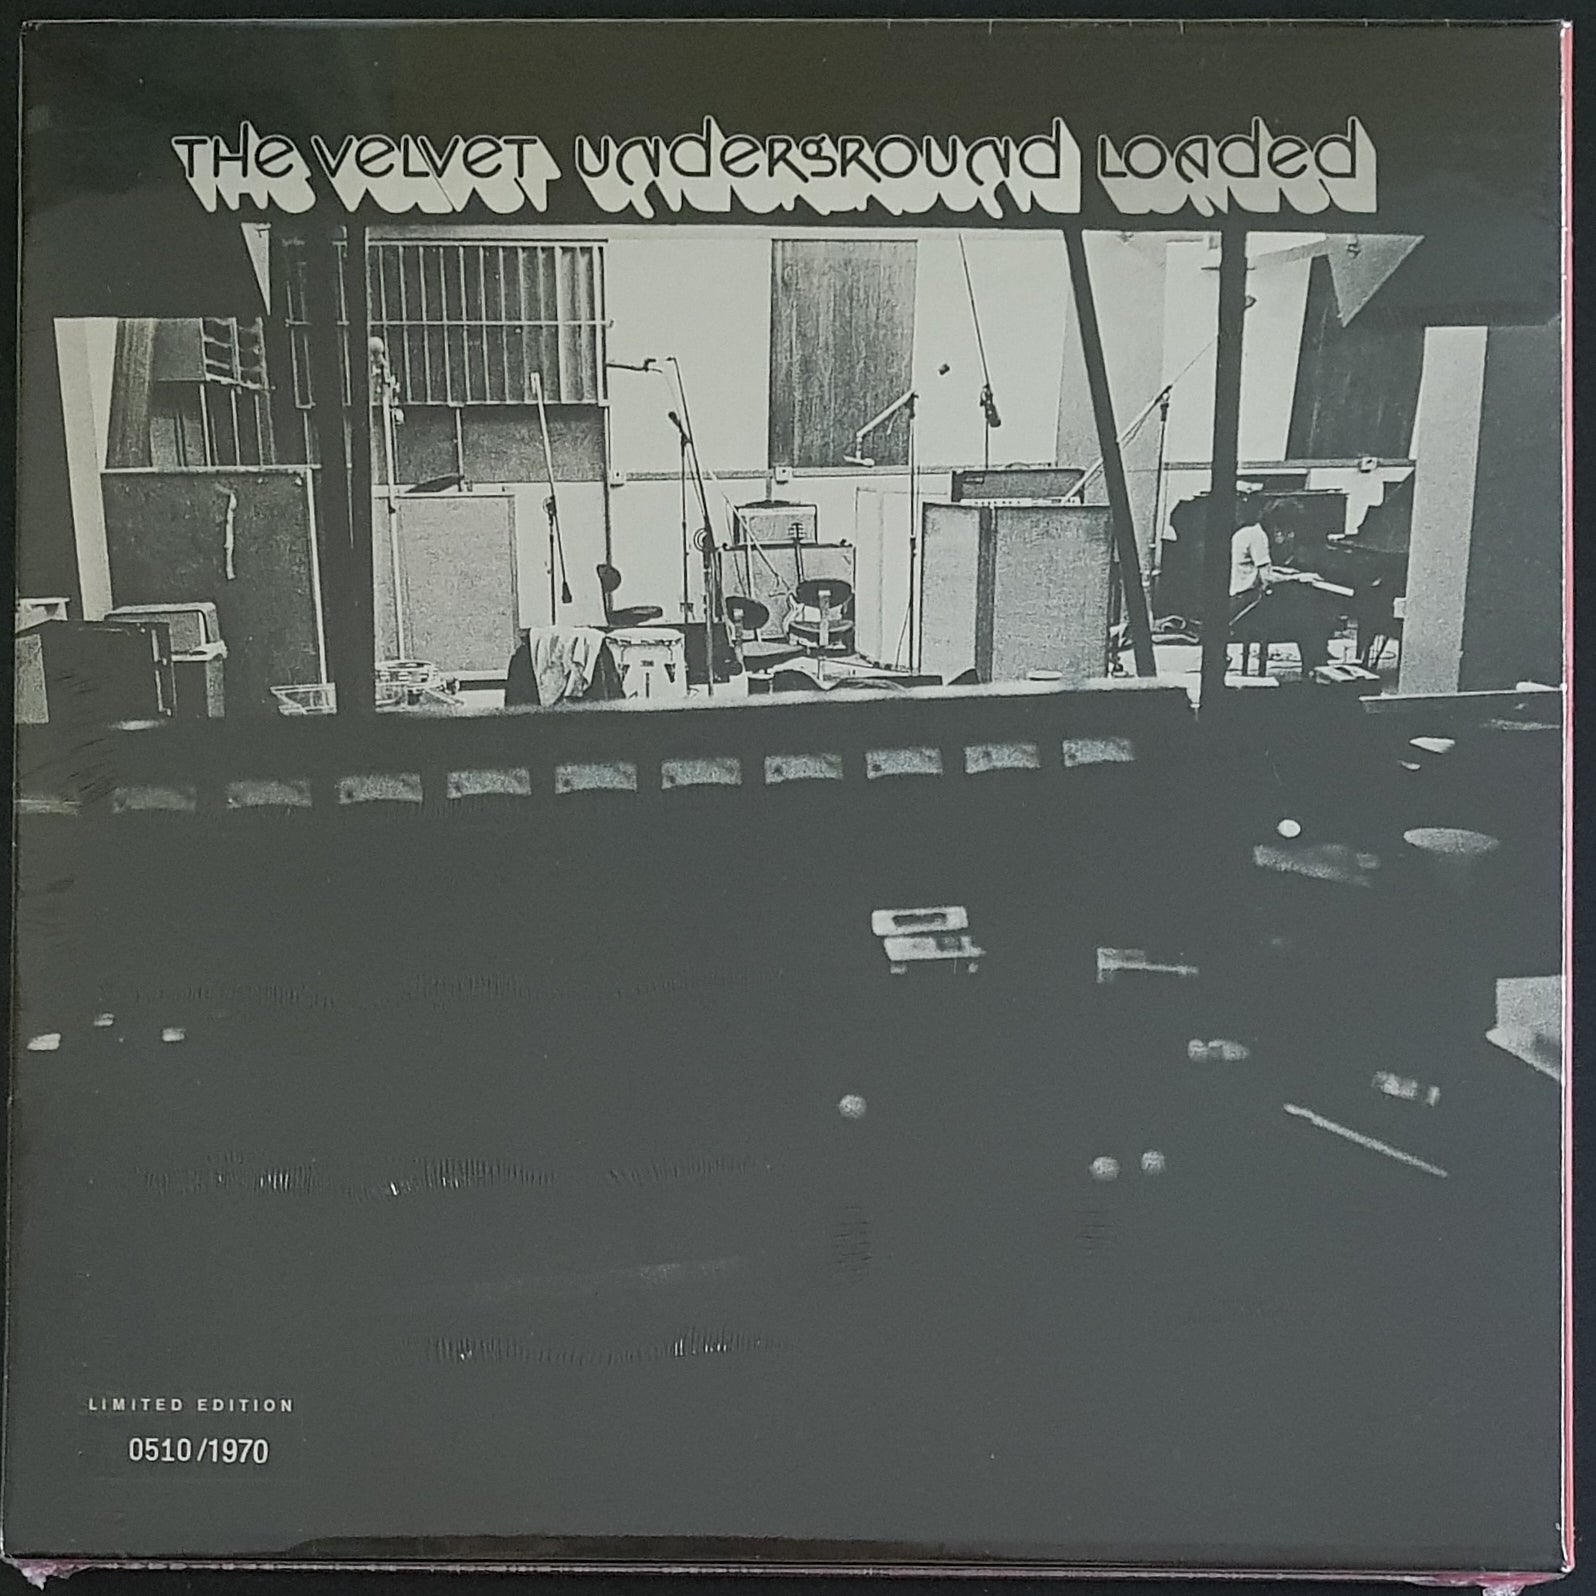 THE VELVET UNDERGROUND LOADED
LIMITED EDITION
0510/1970